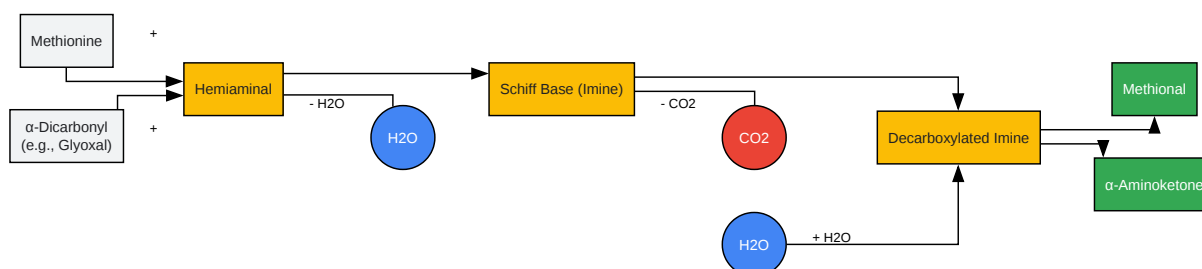 Methionine
+
α-Dicarbonyl
(e.g., Glyoxal)
+
Hemiaminal
- H2O
H2O
Schiff Base (Imine)
- CO2
CO2
H2O
+ H2O
Decarboxylated Imine
Methional
α-Aminoketone